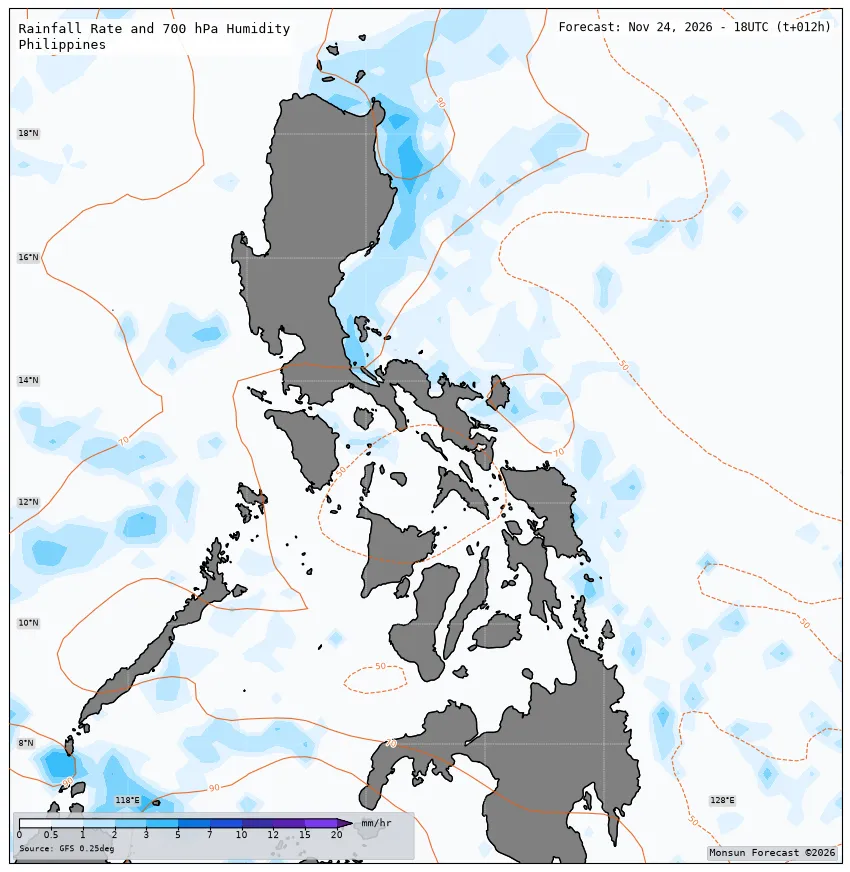 Rainfall Rate and 700 hPa Humidity
Philippines
Forecast: Nov 24, 2026 - 18UTC (t+012h)
90
18°N
16°N
14°N
50
70
70
50
12°N
10°N
50
50
8°N
70
90
90
50
118°E
128°E
0 0.5 1 2 3 5 7 10 12 15 20 mm/hr
Source: GFS 0.25deg
Monsun Forecast ©2026